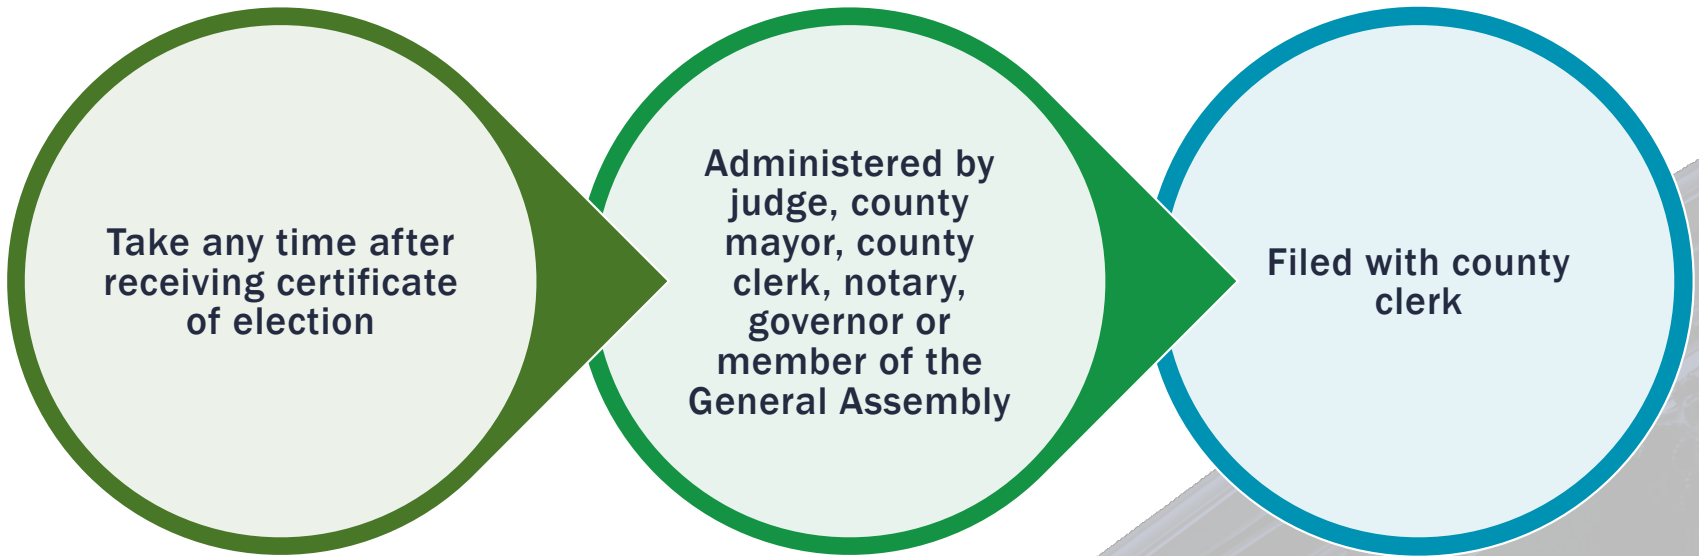 Take any time after
receiving certificate
of election
Administered by
judge, county
mayor, county
clerk, notary,
governor or
member of the
General Assembly
Filed with county
clerk